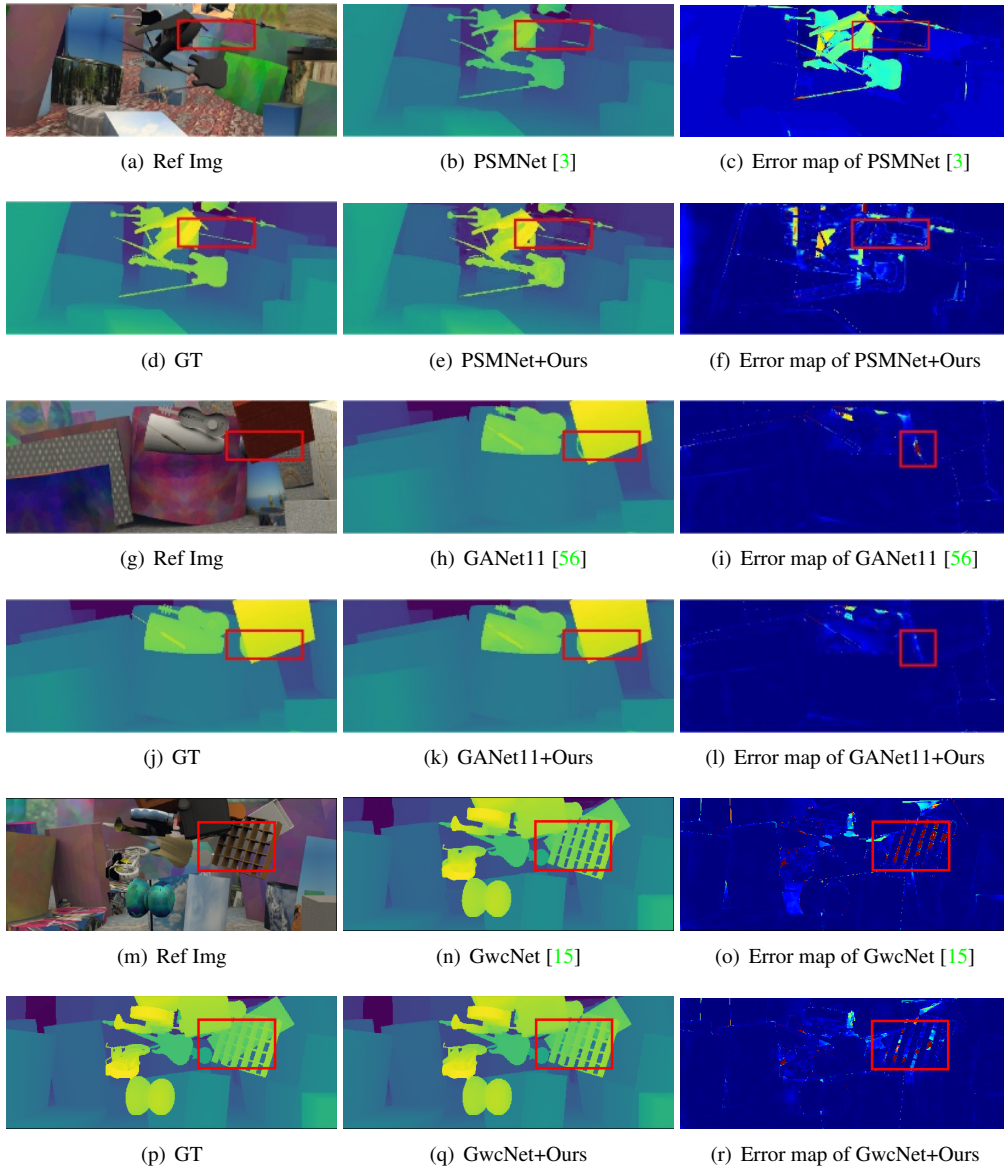 (a) Ref Img
(b) PSMNet [3]
(c) Error map of PSMNet [3]
(d) GT
(e) PSMNet+Ours
(f) Error map of PSMNet+Ours
(g) Ref Img
(h) GANet11 [56]
(i) Error map of GANet11 [56]
(j) GT
(k) GANet11+Ours
(l) Error map of GANet11+Ours
(m) Ref Img
(n) GwcNet [15]
(o) Error map of GwcNet [15]
(p) GT
(q) GwcNet+Ours
(r) Error map of GwcNet+Ours